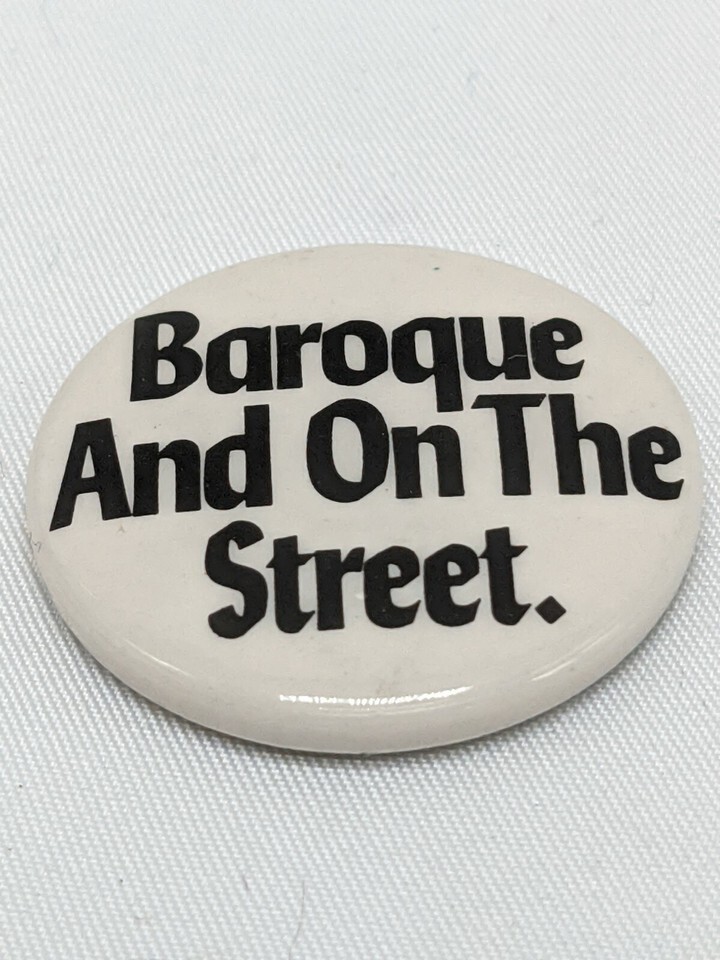 Baroque
And On The
Street.